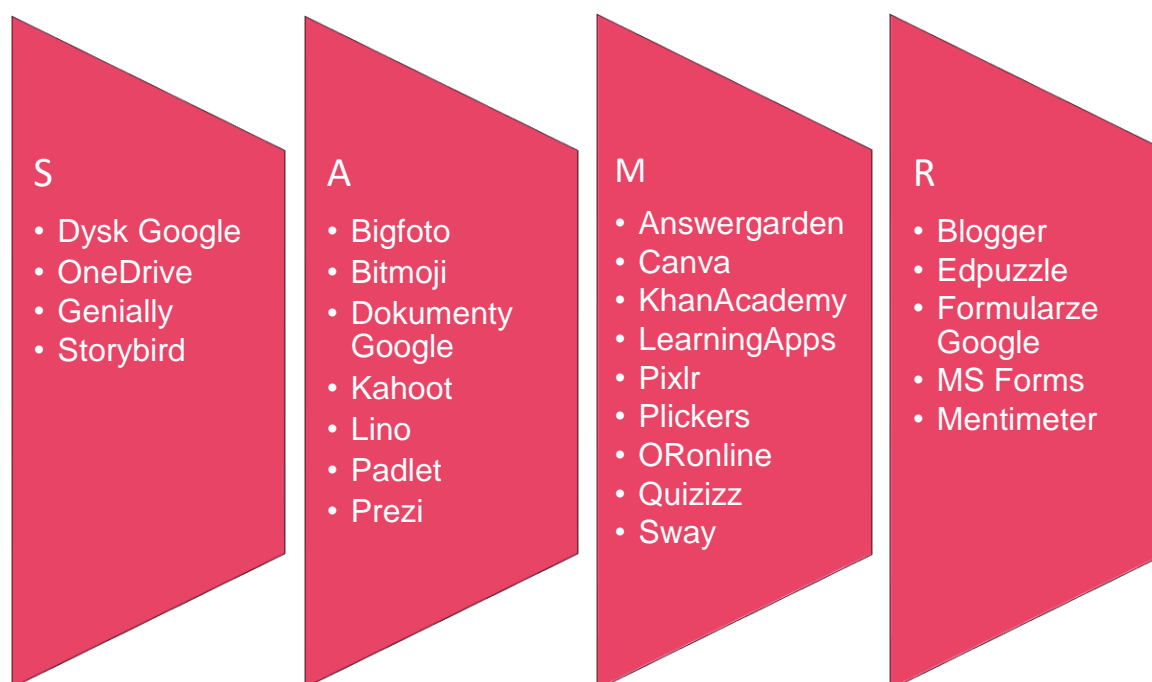 S
• Dysk Google
• OneDrive
• Genially
• Storybird
A
• Bigfoto
• Bitmoji
• Dokumenty
Google
• Kahoot
• Lino
• Padlet
• Prezi
M
• Answergarden
• Canva
• KhanAcademy
• LearningApps
• Pixlr
• Plickers
• ORonline
• Quizizz
• Sway
R
• Blogger
• Edpuzzle
• Formularze
Google
• MS Forms
• Mentimeter